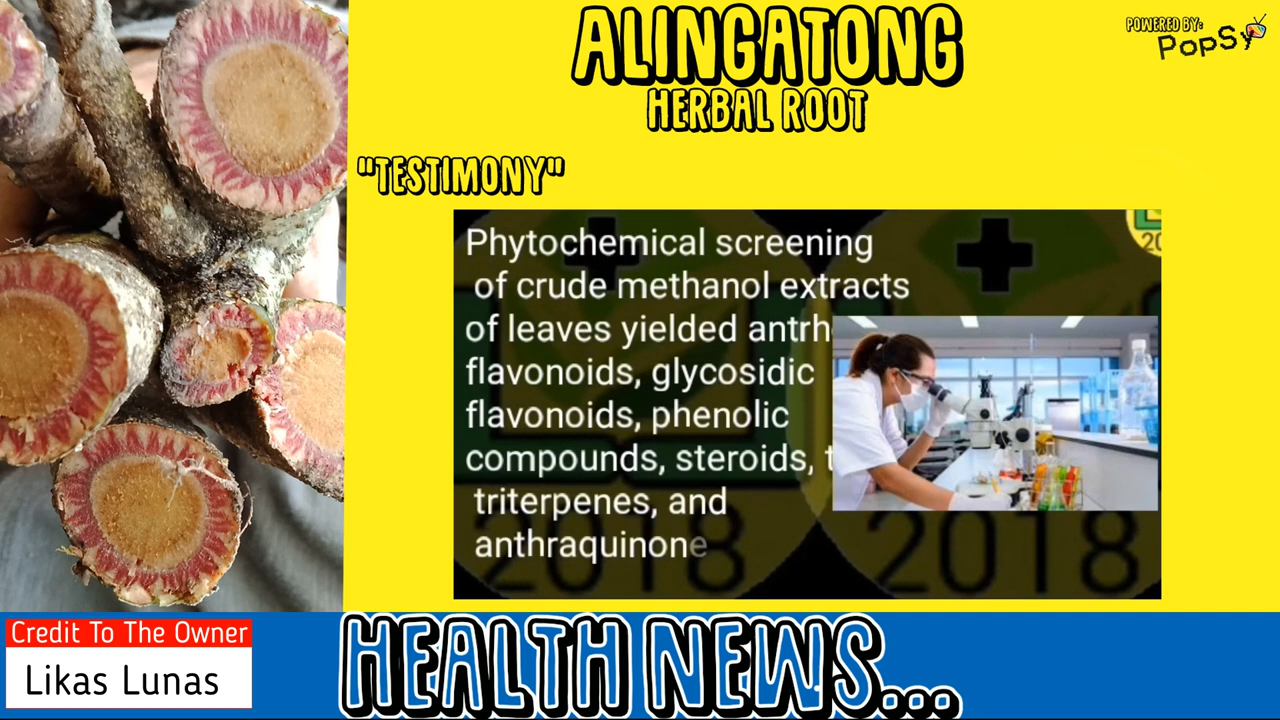 ALINGATONG
HERBAL ROOT
POWERED BY:
PopSy
"TESTIMONY"
Phytochemical screening
of crude methanol extracts
of leaves yielded
flavonoids, glycosidic
flavonoids, phenolic
compounds, steroids,
triterpenes, and
anthraquinone
2018
2018
Credit To The Owner
Likas Lunas
HEALTH NEWS...